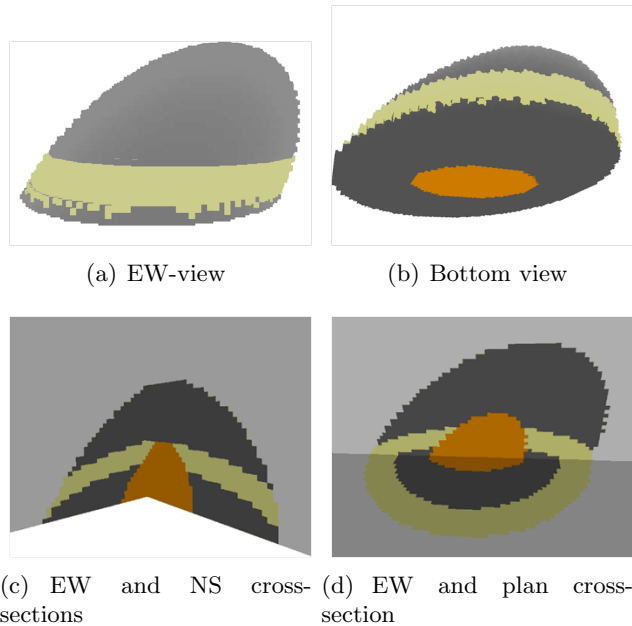 (a) EW-view
(b) Bottom view
(c) EW and NS cross-
sections
(d) EW and plan cross-
section